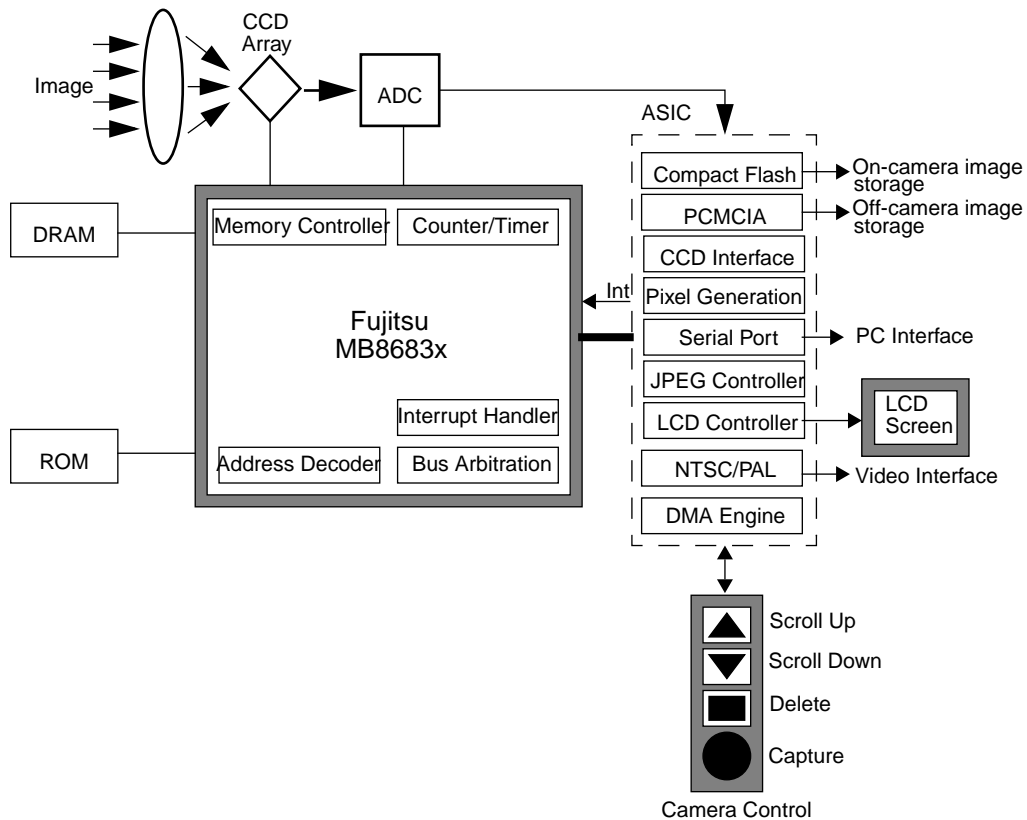 CCD
Array
Image
ADC
ASIC
Compact Flash
On-camera image
storage
PCMCIA
Off-camera image
storage
DRAM
Memory Controller
Counter/Timer
CCD Interface
Int
Pixel Generation
Fujitsu
MB8683x
Serial Port
PC Interface
JPEG Controller
LCD Controller
LCD
Screen
Interrupt Handler
ROM
Address Decoder
Bus Arbitration
NTSC/PAL
Video Interface
DMA Engine
Scroll Up
Scroll Down
Delete
Capture
Camera Control